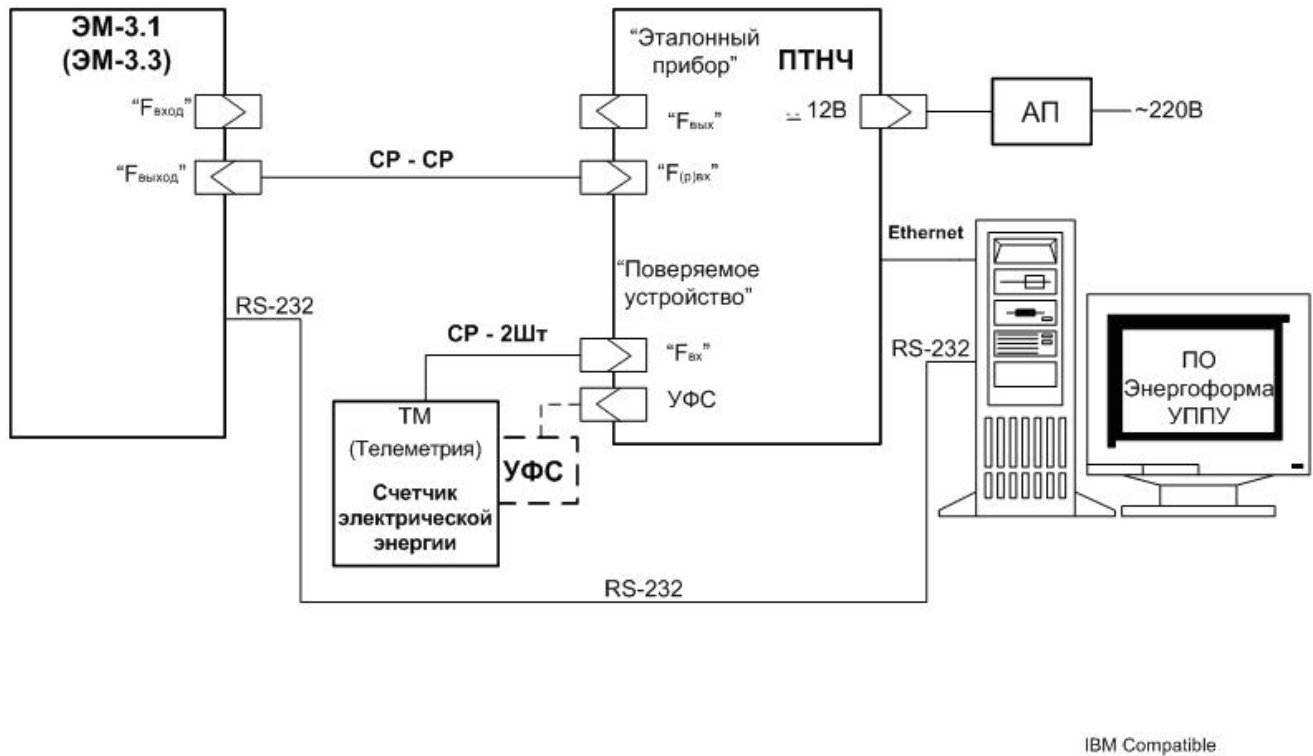 ЭМ-3.1
(ЭМ-3.3)
“Fвход”
“Fвыход”
СР - СР
“Эталонный
прибор”
ПТНЧ
“Fвых”
12В
“F(р)вх”
АП
~220В
Ethernet
“Поверяемое
устройство”
RS-232
СР - 2Шт
“Fвх”
УФС
RS-232
ПО
Энергоформа
УППУ
ТМ
(Телеметрия)
УФС
Счетчик
электрической
энергии
RS-232
IBM Compatible